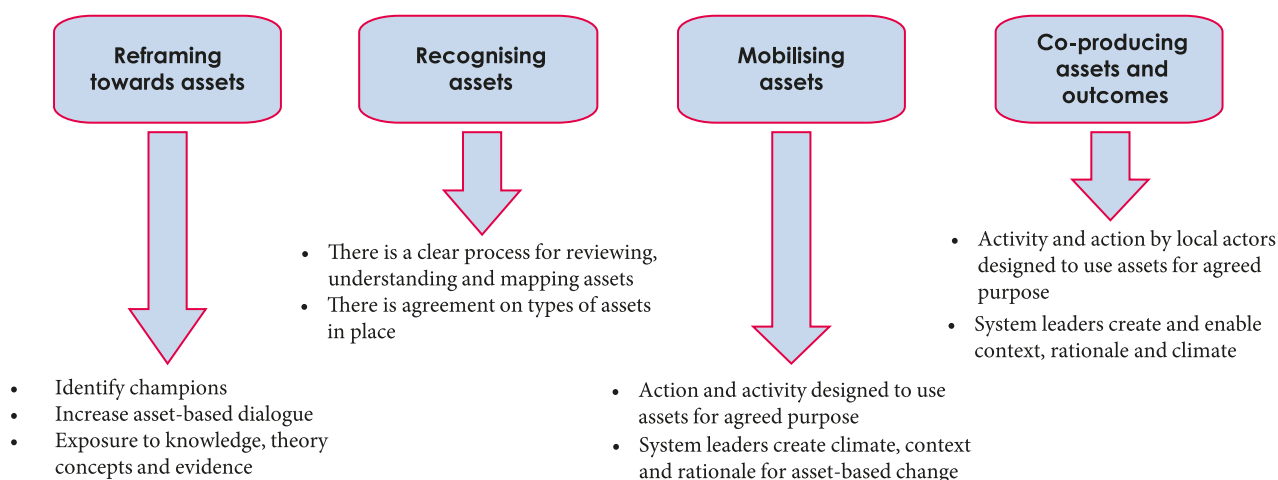 Reframing
towards assets
Recognising
assets
Mobilising
assets
Co-producing
assets and
outcomes
• There is a clear process for reviewing,
understanding and mapping assets
• There is agreement on types of assets
in place
• Activity and action by local actors
designed to use assets for agreed
purpose
• System leaders create and enable
context, rationale and climate
• Identify champions
• Increase asset-based dialogue
• Exposure to knowledge, theory
concepts and evidence
• Action and activity designed to use
assets for agreed purpose
• System leaders create climate, context
and rationale for asset-based change